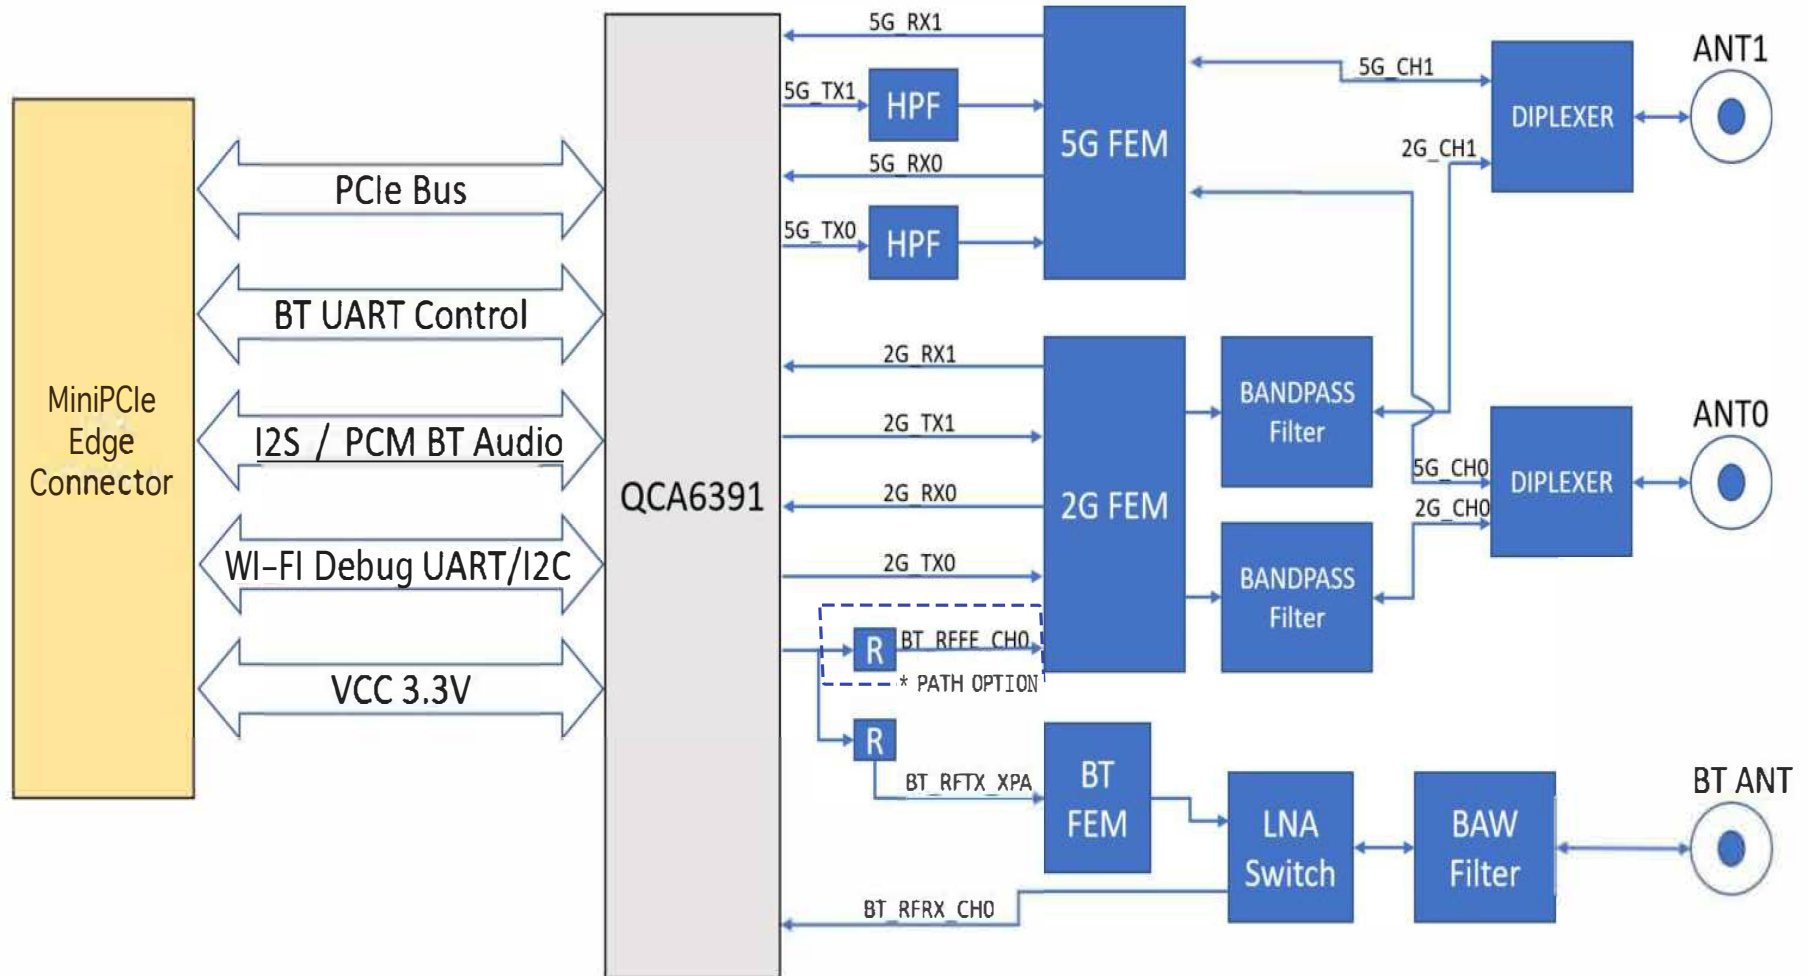 MiniPCIe
Edge
Connector
PCIe Bus
BT UART Control
I2S / PCM BT Audio
WI-FI Debug UART/I2C
VCC 3.3V
QCA6391
5G_RX1
5G_TX1
HPF
5G_RX0
5G_TX0
HPF
5G FEM
2G_RX1
2G_TX1
2G_RX0
2G_TX0
2G FEM
R
BT_RFFE_CH0
* PATH OPTION
R
BT_RFTX_XPA
BT
FEM
BT_RFRX_CH0
BANDPASS
Filter
BANDPASS
Filter
LNA
Switch
BAW
Filter
5G_CH1
2G_CH1
DIPLEXER
ANT1
5G_CH0
2G_CH0
DIPLEXER
ANT0
BT ANT